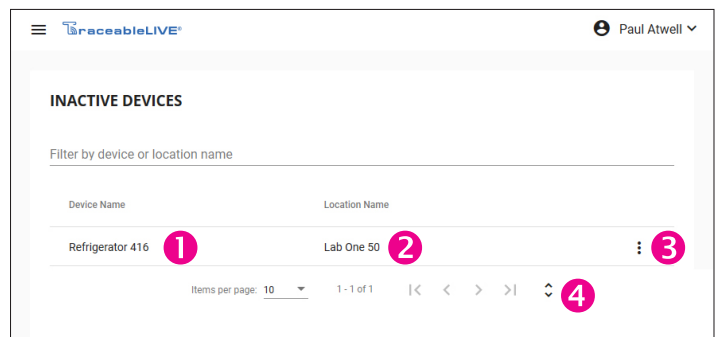 TraceableLIVE®
Paul Atwell
INACTIVE DEVICES
Filter by device or location name
Device Name Location Name
Refrigerator 416 1 Lab One 50 2 3
Items per page: 10 1 - 1 of 1 4